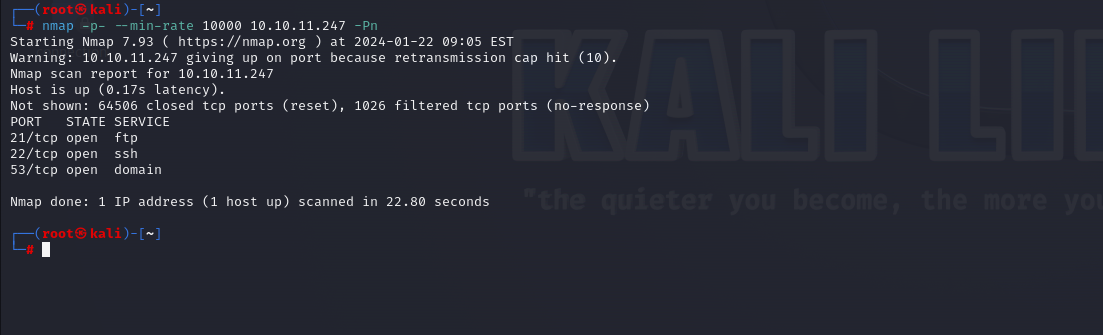 ┌──(root㉿kali)-[~]
└─# nmap -p- --min-rate 10000 10.10.11.247 -Pn
Starting Nmap 7.93 ( https://nmap.org ) at 2024-01-22 09:05 EST
Warning: 10.10.11.247 giving up on port because retransmission cap hit (10).
Nmap scan report for 10.10.11.247
Host is up (0.17s latency).
Not shown: 64506 closed tcp ports (reset), 1026 filtered tcp ports (no-response)
PORT   STATE SERVICE
21/tcp open  ftp
22/tcp open  ssh
53/tcp open  domain
Nmap done: 1 IP address (1 host up) scanned in 22.80 seconds
┌──(root㉿kali)-[~]
└─#
KALI LI
"the quieter you become, the more you